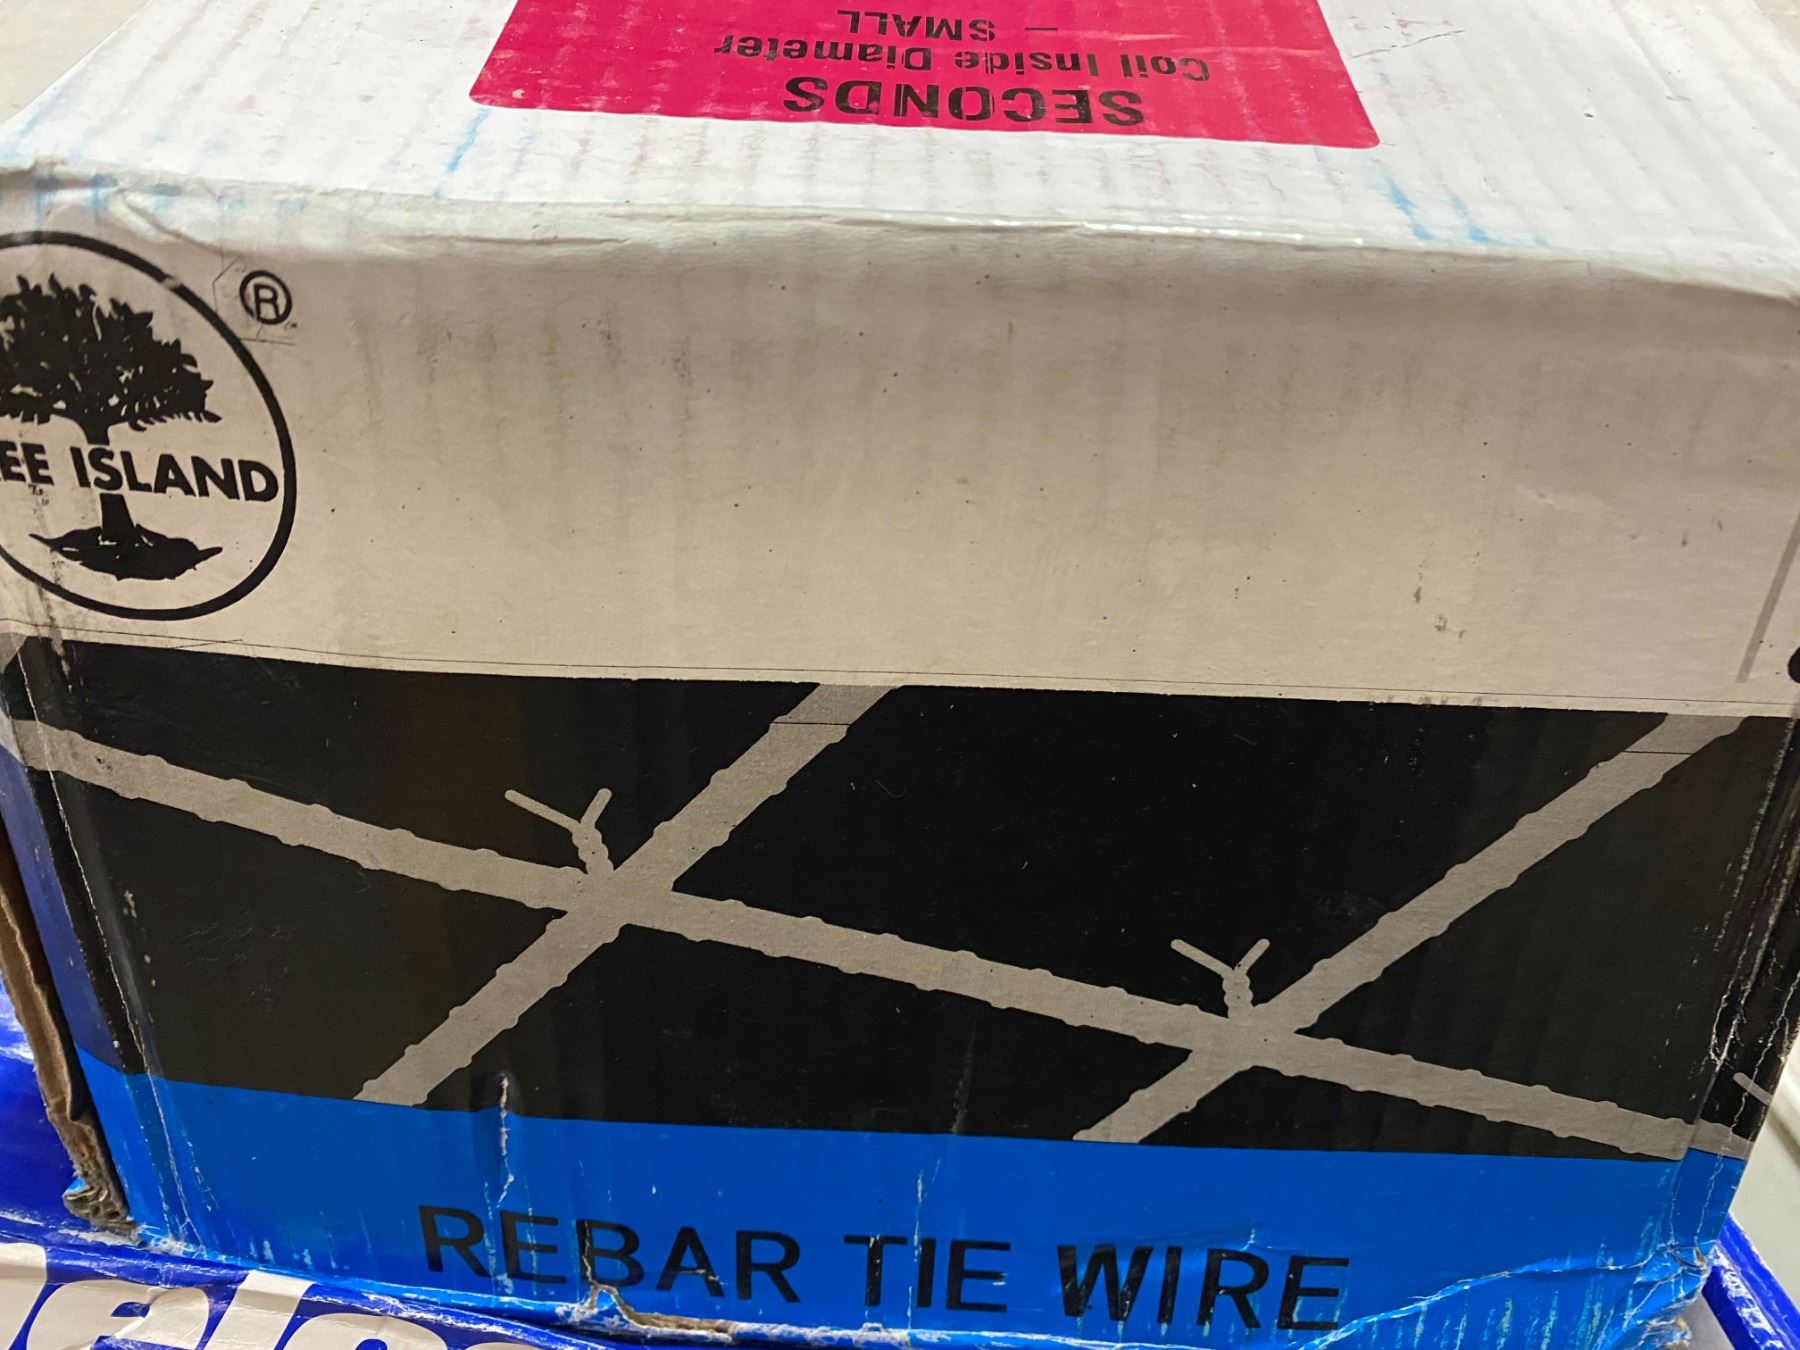 SECONDS
Coil Inside Diameter
– SMALL
®
EE ISLAND
REBAR TIE WIRE